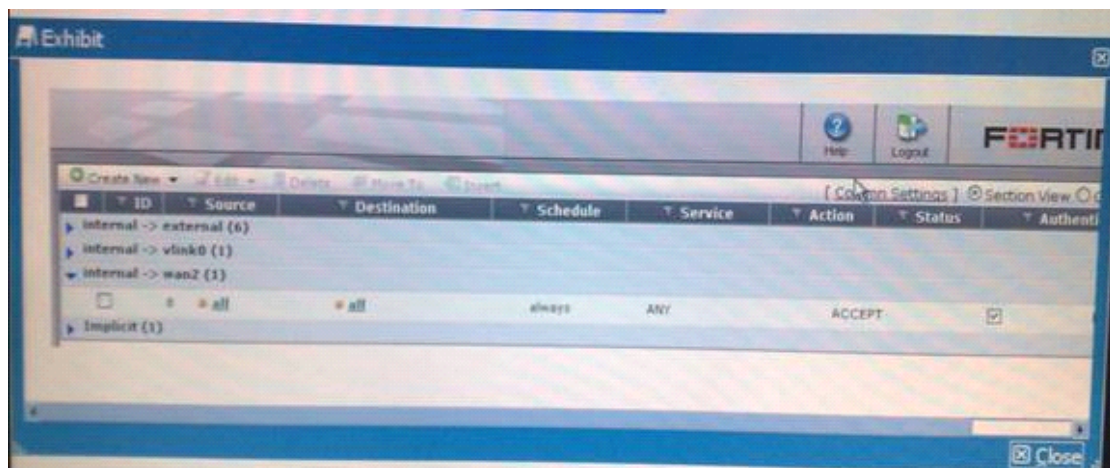 Exhibit
Help Logout FORTI
Create New Edit Delete Move To Insert [ Column Settings ] Section View
ID Source Destination Schedule Service Action Status Authenti
internal -> external (6)
internal -> vlink0 (1)
internal -> wan2 (1)
all all always ANY ACCEPT
Implicit (1)
Close